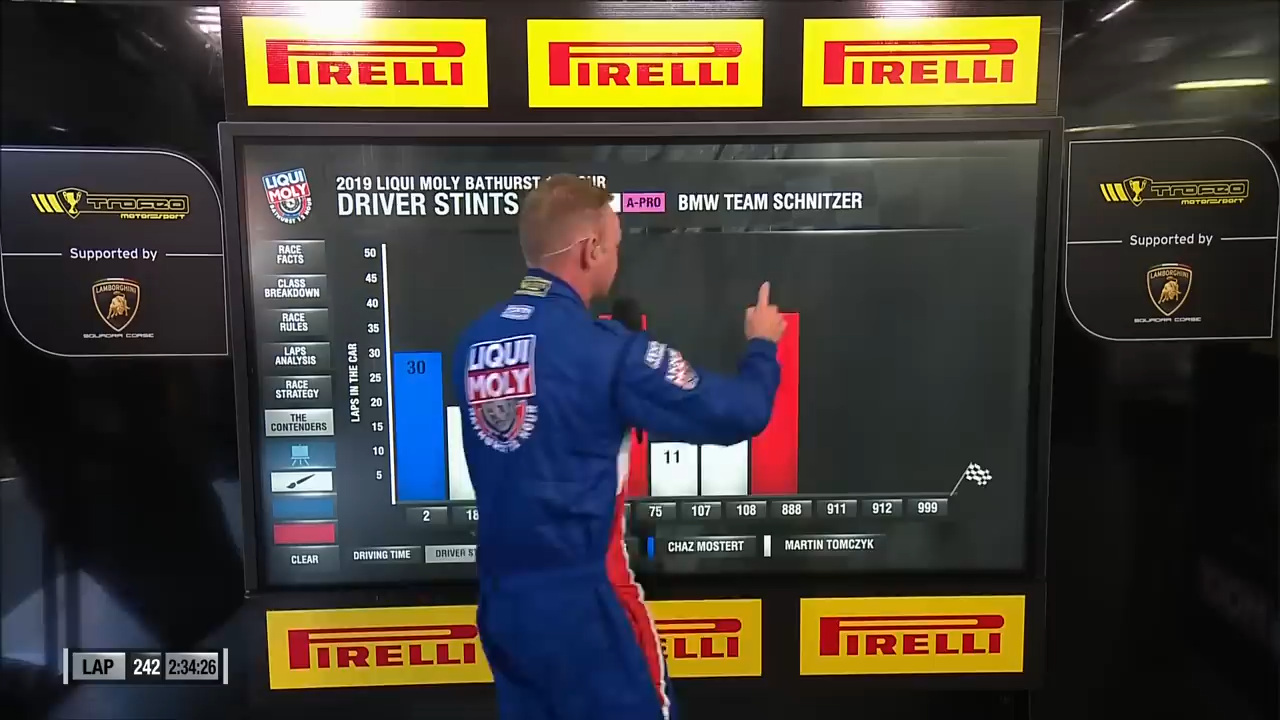 PIRELLI PIRELLI PIRELLI
LIQUI
MOLY
2019 LIQUI MOLY BATHURST
DRIVER STINTS
A-PRO
BMW TEAM SCHNITZER
TROFEO
MOTORSPORT
Supported by
LAMBORGHINI
SQUADRA CORSE
TROFEO
MOTORSPORT
Supported by
LAMBORGHINI
SQUADRA CORSE
RACE
FACTS
CLASS
BREAKDOWN
RACE
RULES
LAPS
ANALYSIS
RACE
STRATEGY
THE
CONTENDERS
CLEAR
LAPS IN THE CAR
50
45
40
35
30
25
20
15
10
5
30
11
2 18 75 107 108 888 911 912 999
DRIVING TIME
CHAZ MOSTERT
MARTIN TOMCZYK
LIQUI
MOLY
PIRELLI PIRELLI
LAP 242 2:34:26